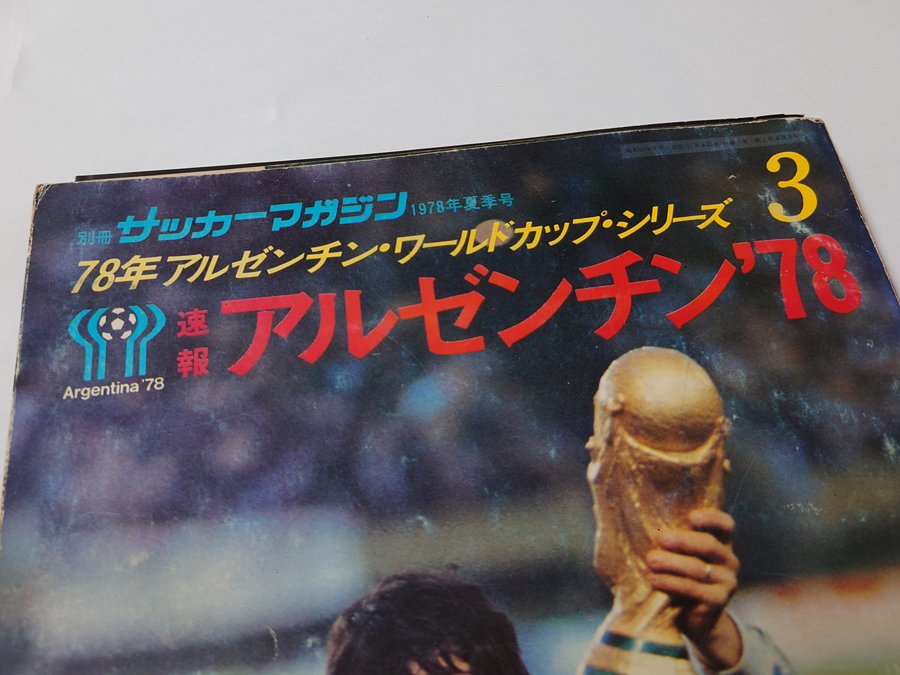 別冊 サッカーマガジン 1978年夏季号
3
78年アルゼンチン・ワールドカップ・シリーズ
速報 アルゼンチン'78
Argentina '78